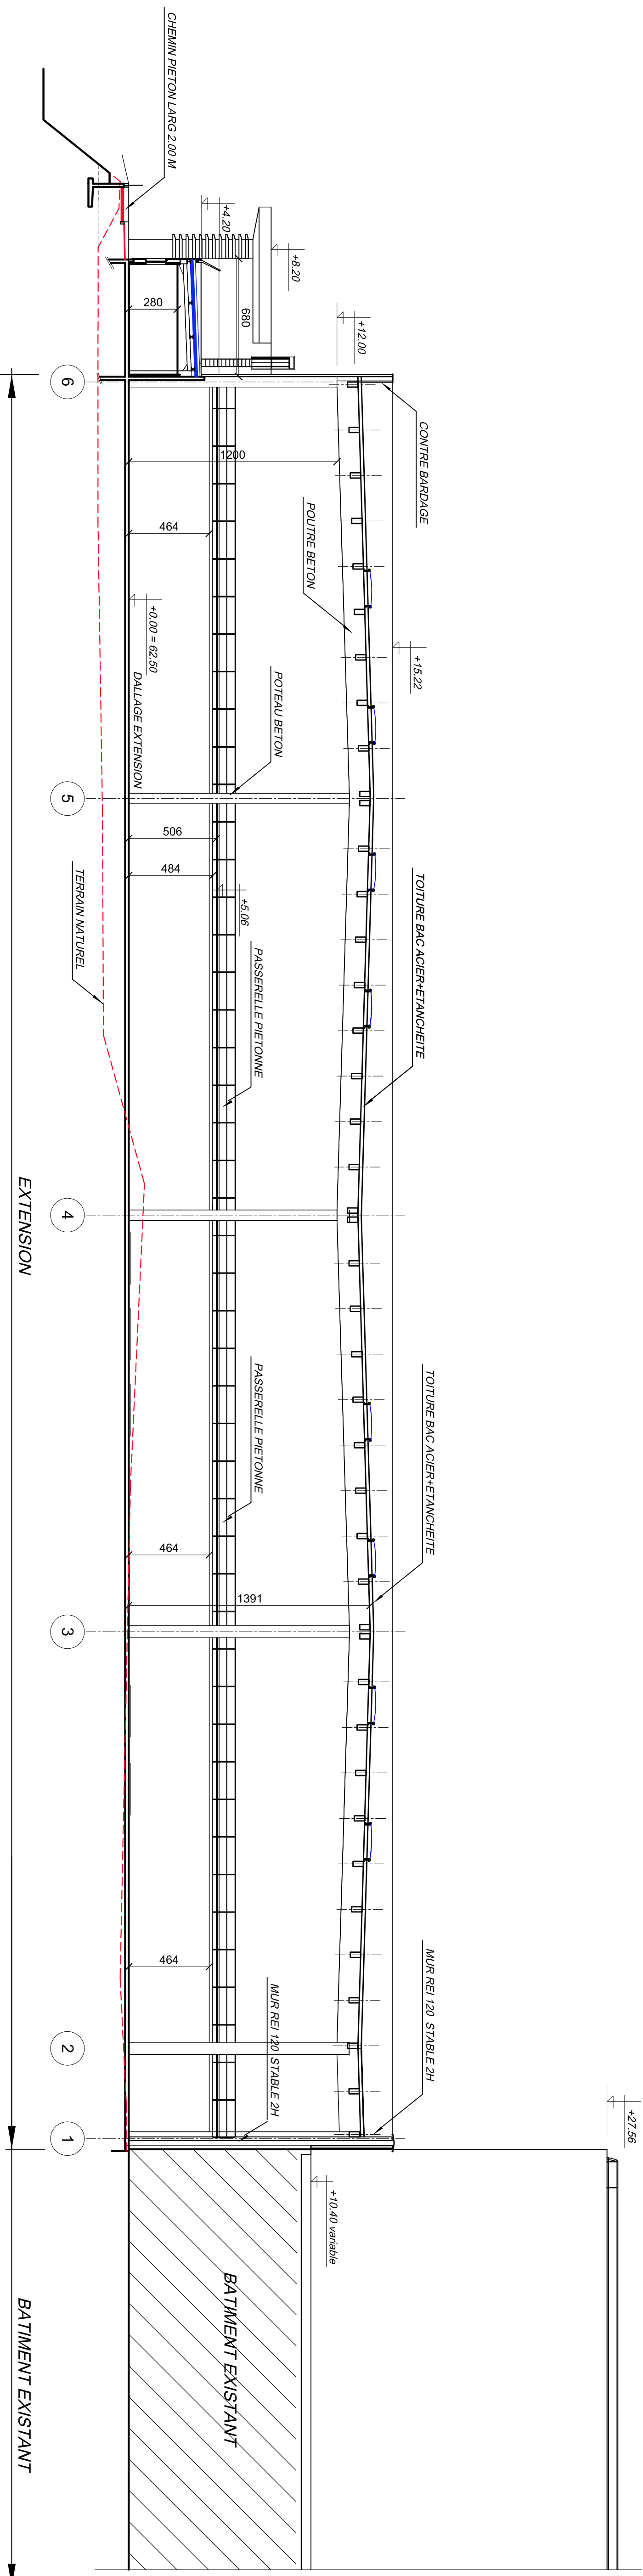 CHEMIN PIETON LARG 2.00 M
+4.20
+8.20
680
280
+12.00
6
CONTRE BARDAGE
1200
464
POUTRE BETON
+0.00 = 62.50
DALLAGE EXTENSION
+15.22
POTEAU BETON
5
506
484
+5.06
TERRAIN NATUREL
PASSERELLE PIETONNE
TOITURE BAC ACIER+ETANCHEITE
EXTENSION
4
PASSERELLE PIETONNE
TOITURE BAC ACIER+ETANCHEITE
464
1391
3
464
MUR REI 120 STABLE 2H
MUR REI 120 STABLE 2H
2
1
+27.56
+10.40 variable
BATIMENT EXISTANT
BATIMENT EXISTANT